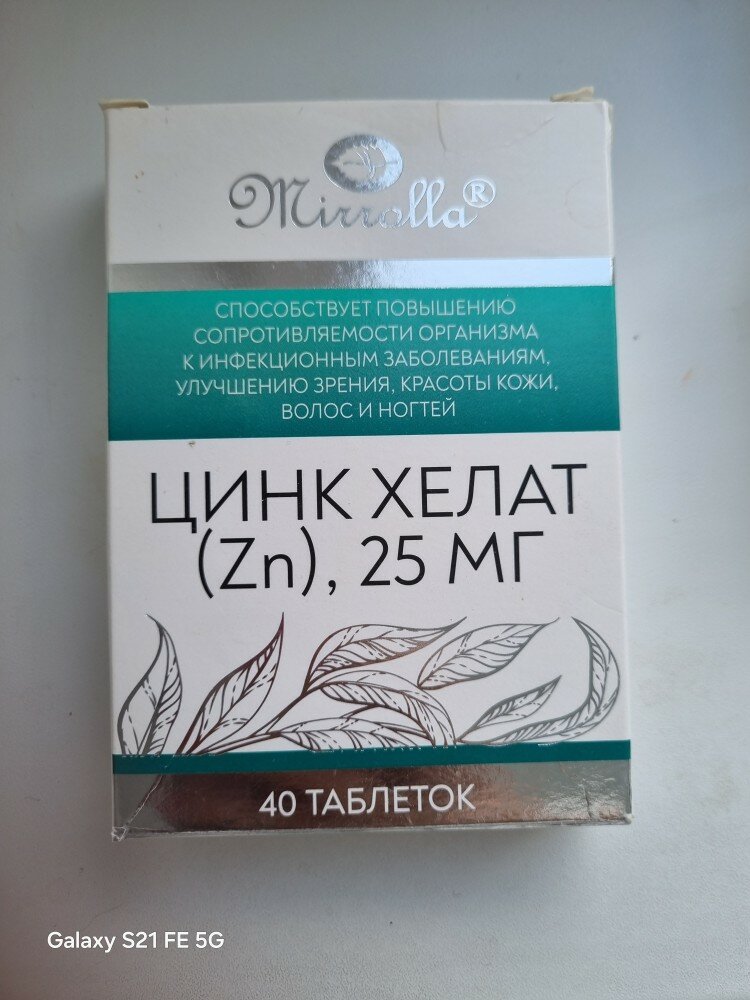 Mirrolla®
СПОСОБСТВУЕТ ПОВЫШЕНИЮ
СОПРОТИВЛЯЕМОСТИ ОРГАНИЗМА
К ИНФЕКЦИОННЫМ ЗАБОЛЕВАНИЯМ,
УЛУЧШЕНИЮ ЗРЕНИЯ, КРАСОТЫ КОЖИ,
ВОЛОС И НОГТЕЙ
ЦИНК ХЕЛАТ
(Zn), 25 МГ
40 ТАБЛЕТОК
Galaxy S21 FE 5G